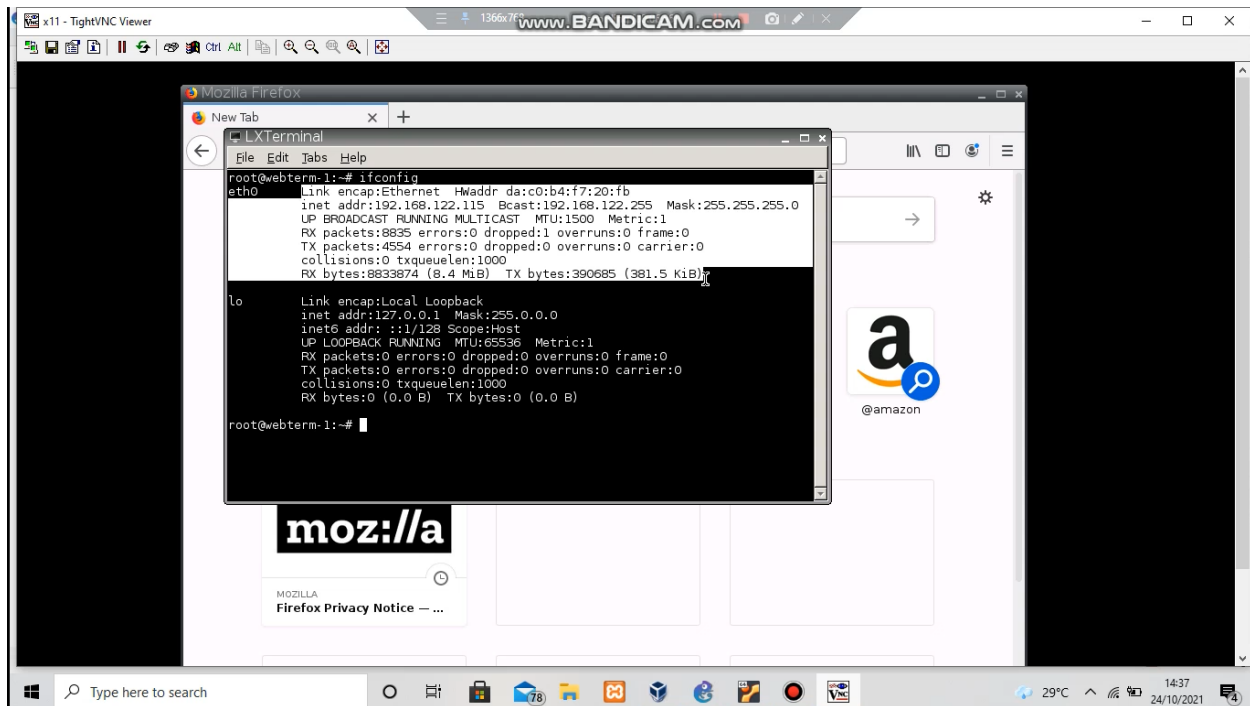 x11 - TightVNC Viewer
1366x768
www.BANDICAM.com
Ctrl Alt
Mozilla Firefox
New Tab
LXTerminal
File Edit Tabs Help
root@webterm-1:~# ifconfig
eth0 Link encap:Ethernet HWaddr da:c0:b4:f7:20:fb
inet addr:192.168.122.115 Bcast:192.168.122.255 Mask:255.255.255.0
UP BROADCAST RUNNING MULTICAST MTU:1500 Metric:1
RX packets:8835 errors:0 dropped:1 overruns:0 frame:0
TX packets:4554 errors:0 dropped:0 overruns:0 carrier:0
collisions:0 txqueuelen:1000
RX bytes:8833874 (8.4 MiB) TX bytes:390685 (381.5 KiB)
lo Link encap:Local Loopback
inet addr:127.0.0.1 Mask:255.0.0.0
inet6 addr: ::1/128 Scope:Host
UP LOOPBACK RUNNING MTU:65536 Metric:1
RX packets:0 errors:0 dropped:0 overruns:0 frame:0
TX packets:0 errors:0 dropped:0 overruns:0 carrier:0
collisions:0 txqueuelen:1000
RX bytes:0 (0.0 B) TX bytes:0 (0.0 B)
root@webterm-1:~#
a
@amazon
moz://a
MOZILLA
Firefox Privacy Notice — ...
Type here to search
78
VNC
29°C
14:37
24/10/2021
4